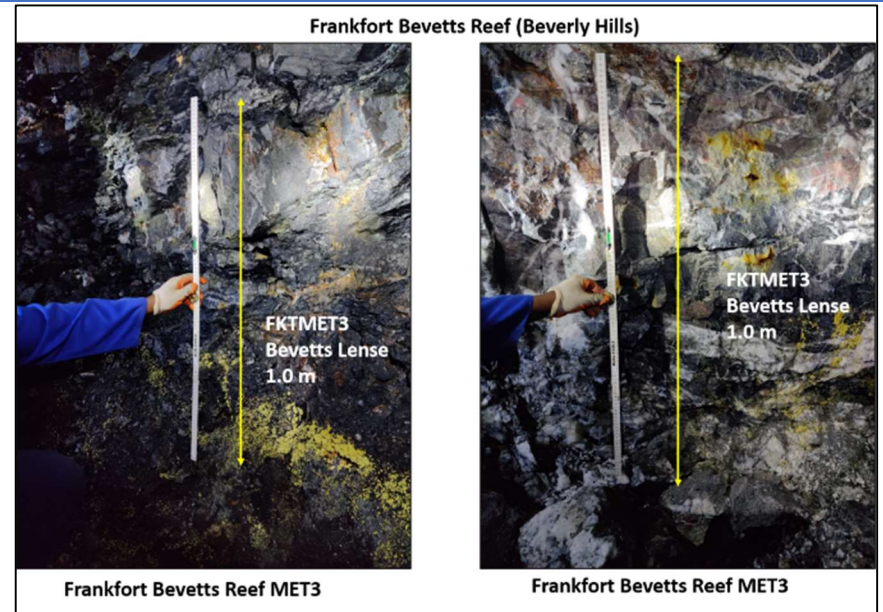 Frankfort Bevetts Reef (Beverly Hills)
FKTMET3
Bevetts Lense
1.0 m
FKTMET3
Bevetts Lense
1.0 m
Frankfort Bevetts Reef MET3
Frankfort Bevetts Reef MET3